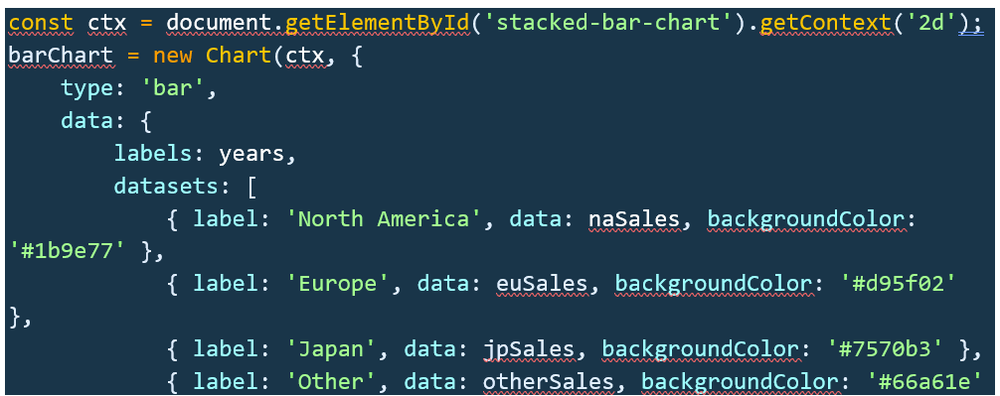 const ctx = document.getElementById('stacked-bar-chart').getContext('2d');
barChart = new Chart(ctx, {
    type: 'bar',
    data: {
        labels: years,
        datasets: [
            { label: 'North America', data: naSales, backgroundColor:
'#1b9e77' },
            { label: 'Europe', data: euSales, backgroundColor: '#d95f02'
},
            { label: 'Japan', data: jpSales, backgroundColor: '#7570b3' },
            { label: 'Other', data: otherSales, backgroundColor: '#66a61e'